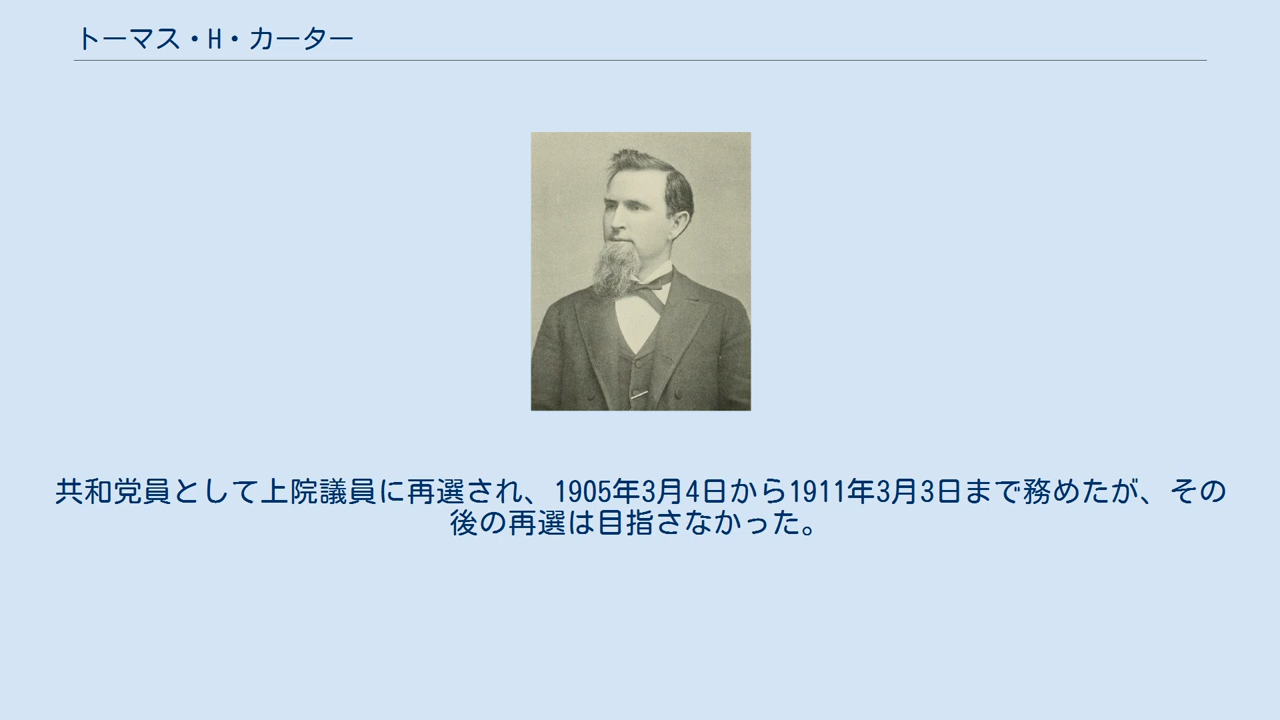 トーマス・H・カーター
共和党員として上院議員に再選され、1905年3月4日から1911年3月3日まで務めたが、その
後の再選は目指さなかった。